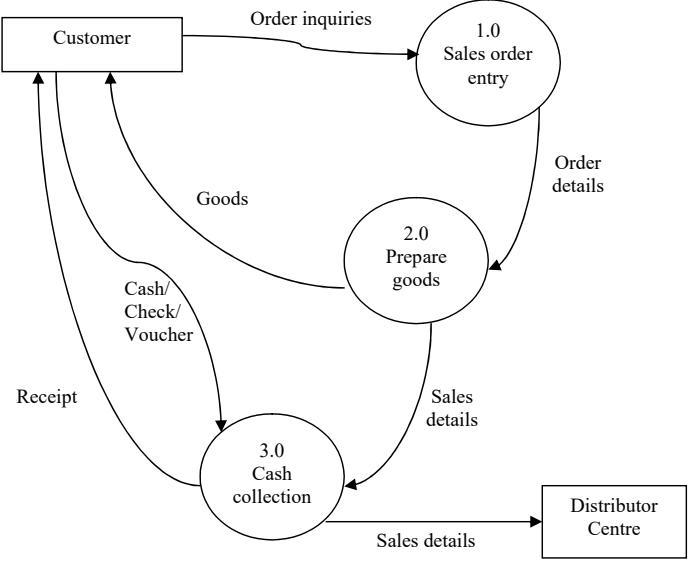 Customer
Order inquiries
1.0
Sales order
entry
Order
details
Goods
2.0
Prepare
goods
Cash/
Check/
Voucher
Receipt
Sales
details
3.0
Cash
collection
Sales details
Distributor
Centre